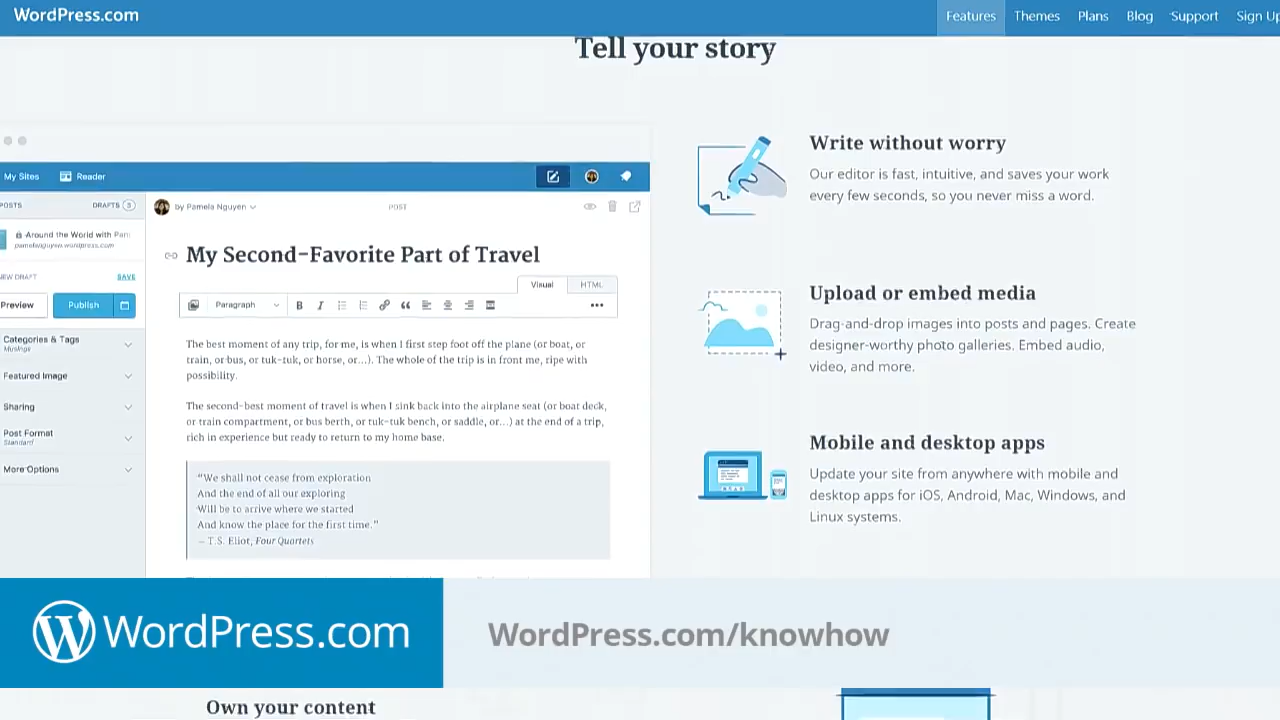 WordPress.com
Features Themes Plans Blog Support
Tell your story
My Sites Reader
by Pamela Nguyen
POST
DRAFTS 3
Around the World with
pamelanguyen.wordpress.com
SAVE
Preview Publish
Categories & Tags
Musings
Featured Image
Sharing
Post Format
Standard
More Options
My Second-Favorite Part of Travel
Visual HTML
Paragraph B I
The best moment of any trip, for me, is when I first step foot off the plane (or boat, or
train, or bus, or tuk-tuk, or horse, or...). The whole of the trip is in front me, ripe with
possibility.
The second-best moment of travel is when I sink back into the airplane seat (or boat deck,
or train compartment, or bus berth, or tuk-tuk bench, or saddle, or...) at the end of a trip,
rich in experience but ready to return to my home base.
"We shall not cease from exploration
And the end of all our exploring
Will be to arrive where we started
And know the place for the first time."
– T.S. Eliot, Four Quartets
Write without worry
Our editor is fast, intuitive, and saves your work
every few seconds, so you never miss a word.
Upload or embed media
Drag-and-drop images into posts and pages. Create
designer-worthy photo galleries. Embed audio,
video, and more.
Mobile and desktop apps
Update your site from anywhere with mobile and
desktop apps for iOS, Android, Mac, Windows, and
Linux systems.
WordPress.com
WordPress.com/knowhow
Own your content